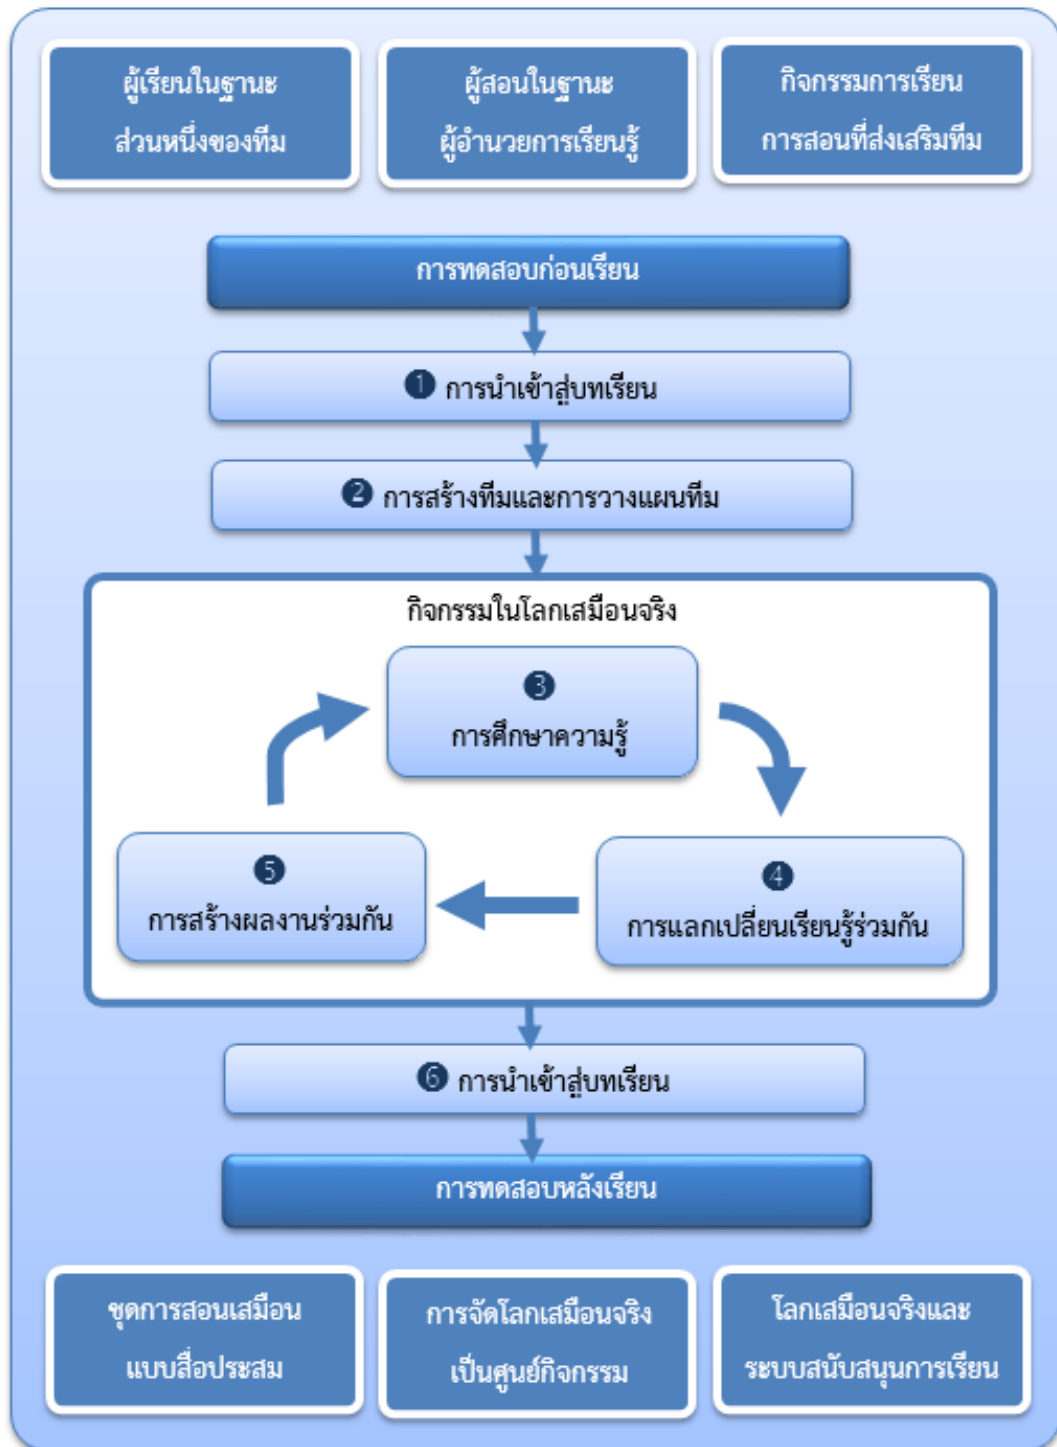 ผู้เรียนในฐานะ
ส่วนหนึ่งของทีม
ผู้สอนในฐานะ
ผู้อำนวยการเรียนรู้
กิจกรรมการเรียน
การสอนที่ส่งเสริมทีม
การทดสอบก่อนเรียน
❶ การนำเข้าสู่บทเรียน
❷ การสร้างทีมและการวางแผนทีม
กิจกรรมในโลกเสมือนจริง
❸
การศึกษาความรู้
❹
การแลกเปลี่ยนเรียนรู้ร่วมกัน
❺
การสร้างผลงานร่วมกัน
❻ การนำเข้าสู่บทเรียน
การทดสอบหลังเรียน
ชุดการสอนเสมือน
แบบสื่อประสม
การจัดโลกเสมือนจริง
เป็นศูนย์กิจกรรม
โลกเสมือนจริงและ
ระบบสนับสนุนการเรียน